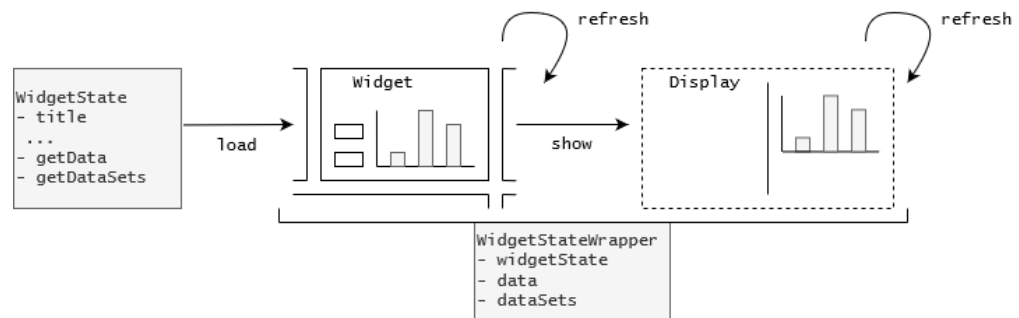 refresh
refresh
WidgetState
- title
...
- getData
- getDataSets
load
Widget
show
Display
WidgetStateWrapper
- widgetState
- data
- dataSets